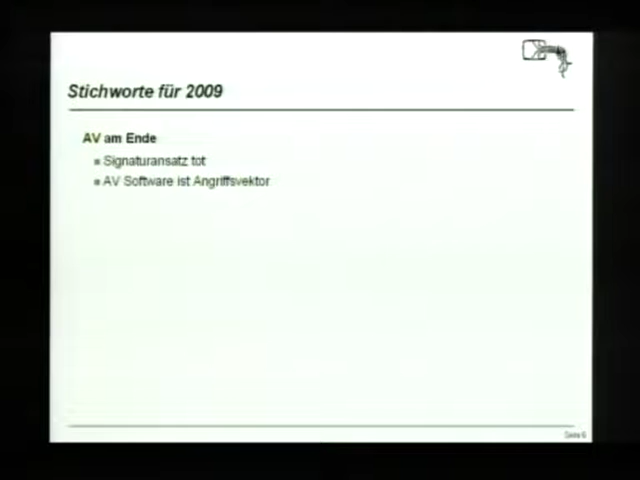 Stichworte für 2009
AV am Ende
Signaturansatz tot
AV Software ist Angriffsvektor
Seite 6